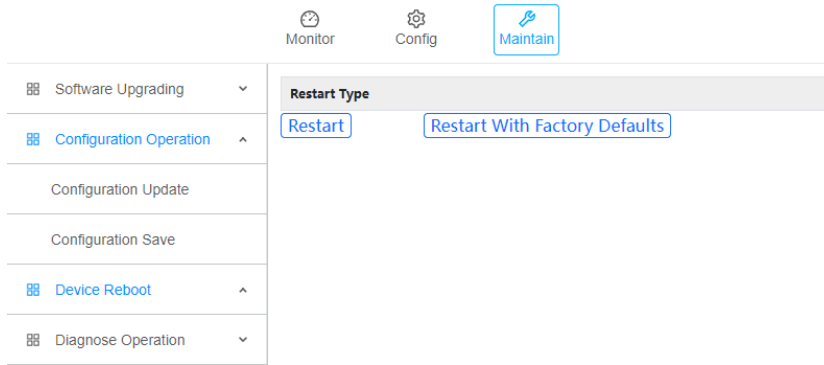 Monitor Config Maintain
Software Upgrading
Configuration Operation
Configuration Update
Configuration Save
Device Reboot
Diagnose Operation
Restart Type
Restart Restart With Factory Defaults